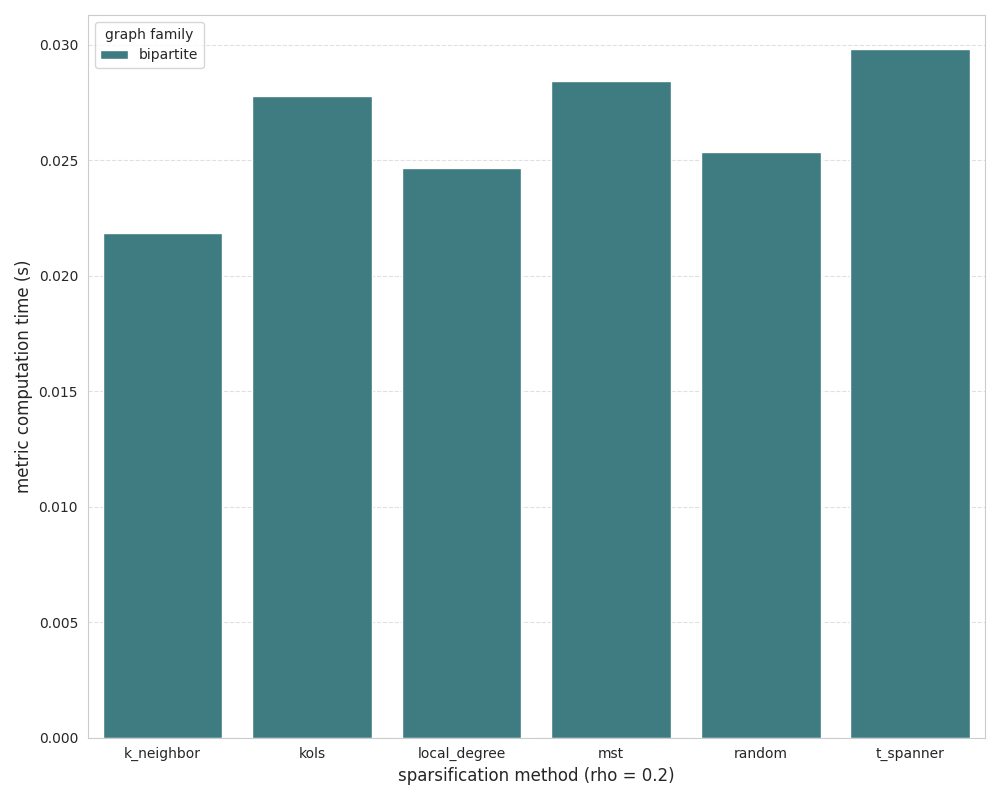 graph family
bipartite
metric computation time (s)
0.030
0.025
0.020
0.015
0.010
0.005
0.000
k_neighbor kols local_degree mst random t_spanner
sparsification method (rho = 0.2)